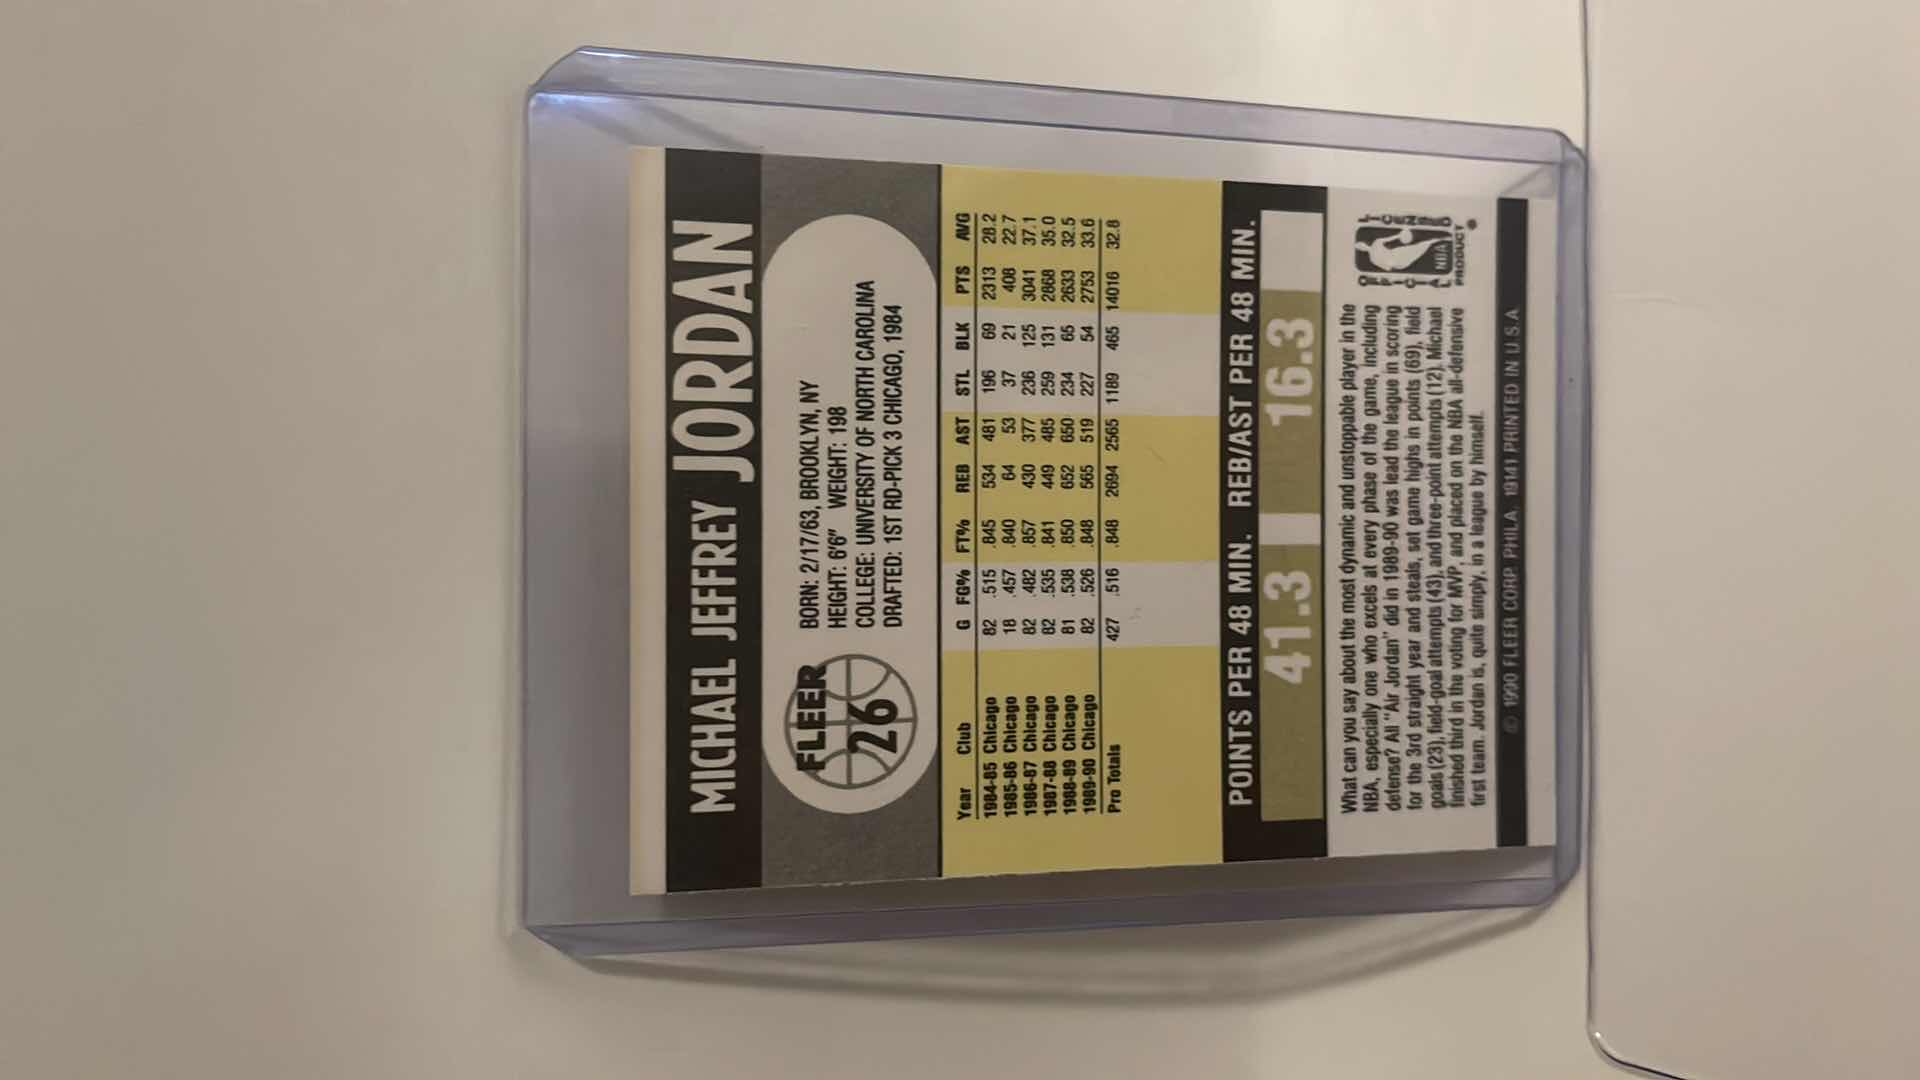 MICHAEL JEFFREY JORDAN
FLEER
26
BORN: 2/17/63, BROOKLYN, NY
HEIGHT: 6'6" WEIGHT: 198
COLLEGE: UNIVERSITY OF NORTH CAROLINA
DRAFTED: 1ST RD-PICK 3 CHICAGO, 1984
Year Club G FG% FT% REB AST STL BLK PTS AVG
1984-85 Chicago 82 .515 .845 534 481 196 69 2313 28.2
1985-86 Chicago 18 .457 .840 64 53 37 21 408 22.7
1986-87 Chicago 82 .482 .857 430 377 236 125 3041 37.1
1987-88 Chicago 82 .535 .841 449 485 259 131 2868 35.0
1988-89 Chicago 81 .538 .850 652 650 234 65 2633 32.5
1989-90 Chicago 82 .526 .848 565 519 227 54 2753 33.6
Pro Totals 427 .516 .848 2694 2565 1189 465 14016 32.8
POINTS PER 48 MIN. REB/AST PER 48 MIN.
41.3 16.3
What can you say about the most dynamic and unstoppable player in the
NBA, especially one who excels at every phase of the game, including
defense? All "Air Jordan" did in 1989-90 was lead the league in scoring
for the 3rd straight year and steals, set game highs in points (69), field
goals (23), field-goal attempts (43), and three-point attempts (12). Michael
finished third in the voting for MVP, and placed on the NBA all-defensive
first team. Jordan is, quite simply, in a league by himself.
OFFICIAL LICENSED
NBA
PRODUCT ®
© 1990 FLEER CORP. PHILA. 19141 PRINTED IN U.S.A.